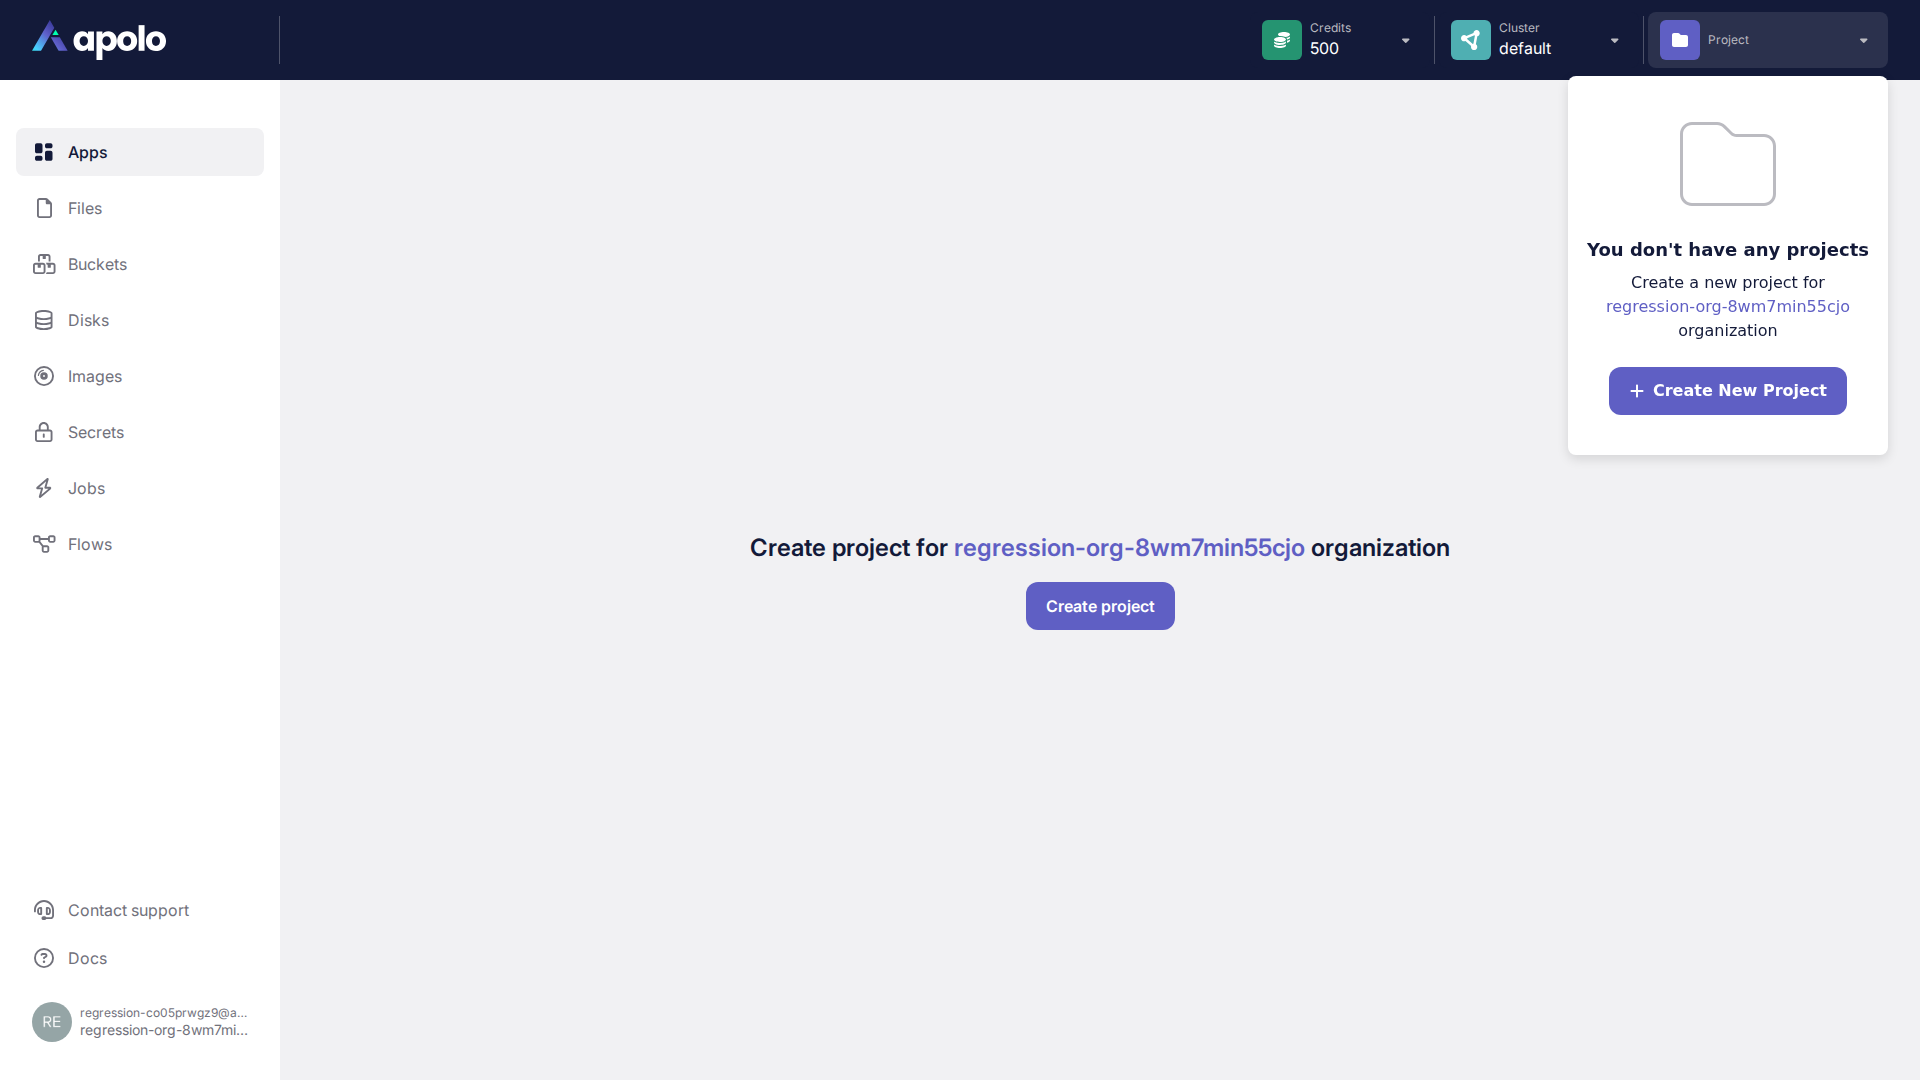 apolo
Credits
500
Cluster
default
Project
Apps
Files
Buckets
Disks
Images
Secrets
Jobs
Flows
You don't have any projects
Create a new project for
regression-org-8wm7min55cjo
organization
Create New Project
Create project for regression-org-8wm7min55cjo organization
Create project
Contact support
Docs
RE
regression-co05prwgz9@a...
regression-org-8wm7mi...